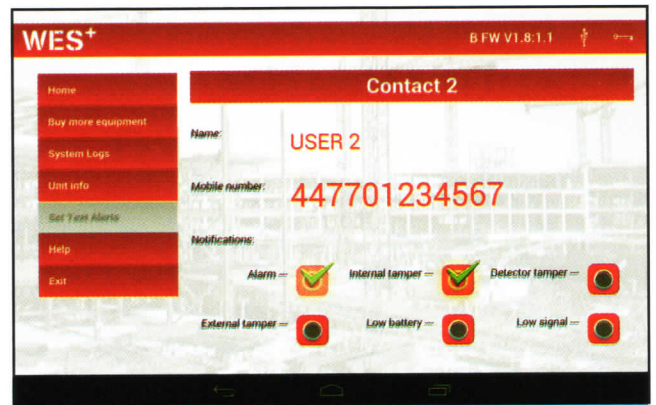 WES+ B FW V1.8:1.1
Contact 2
Home
Buy more equipment
System Logs
Unit info
Set Text Alerts
Help
Exit
Name:
USER 2
Mobile number:
447701234567
Notifications:
Alarm – Internal tamper – Detector tamper –
External tamper – Low battery – Low signal –